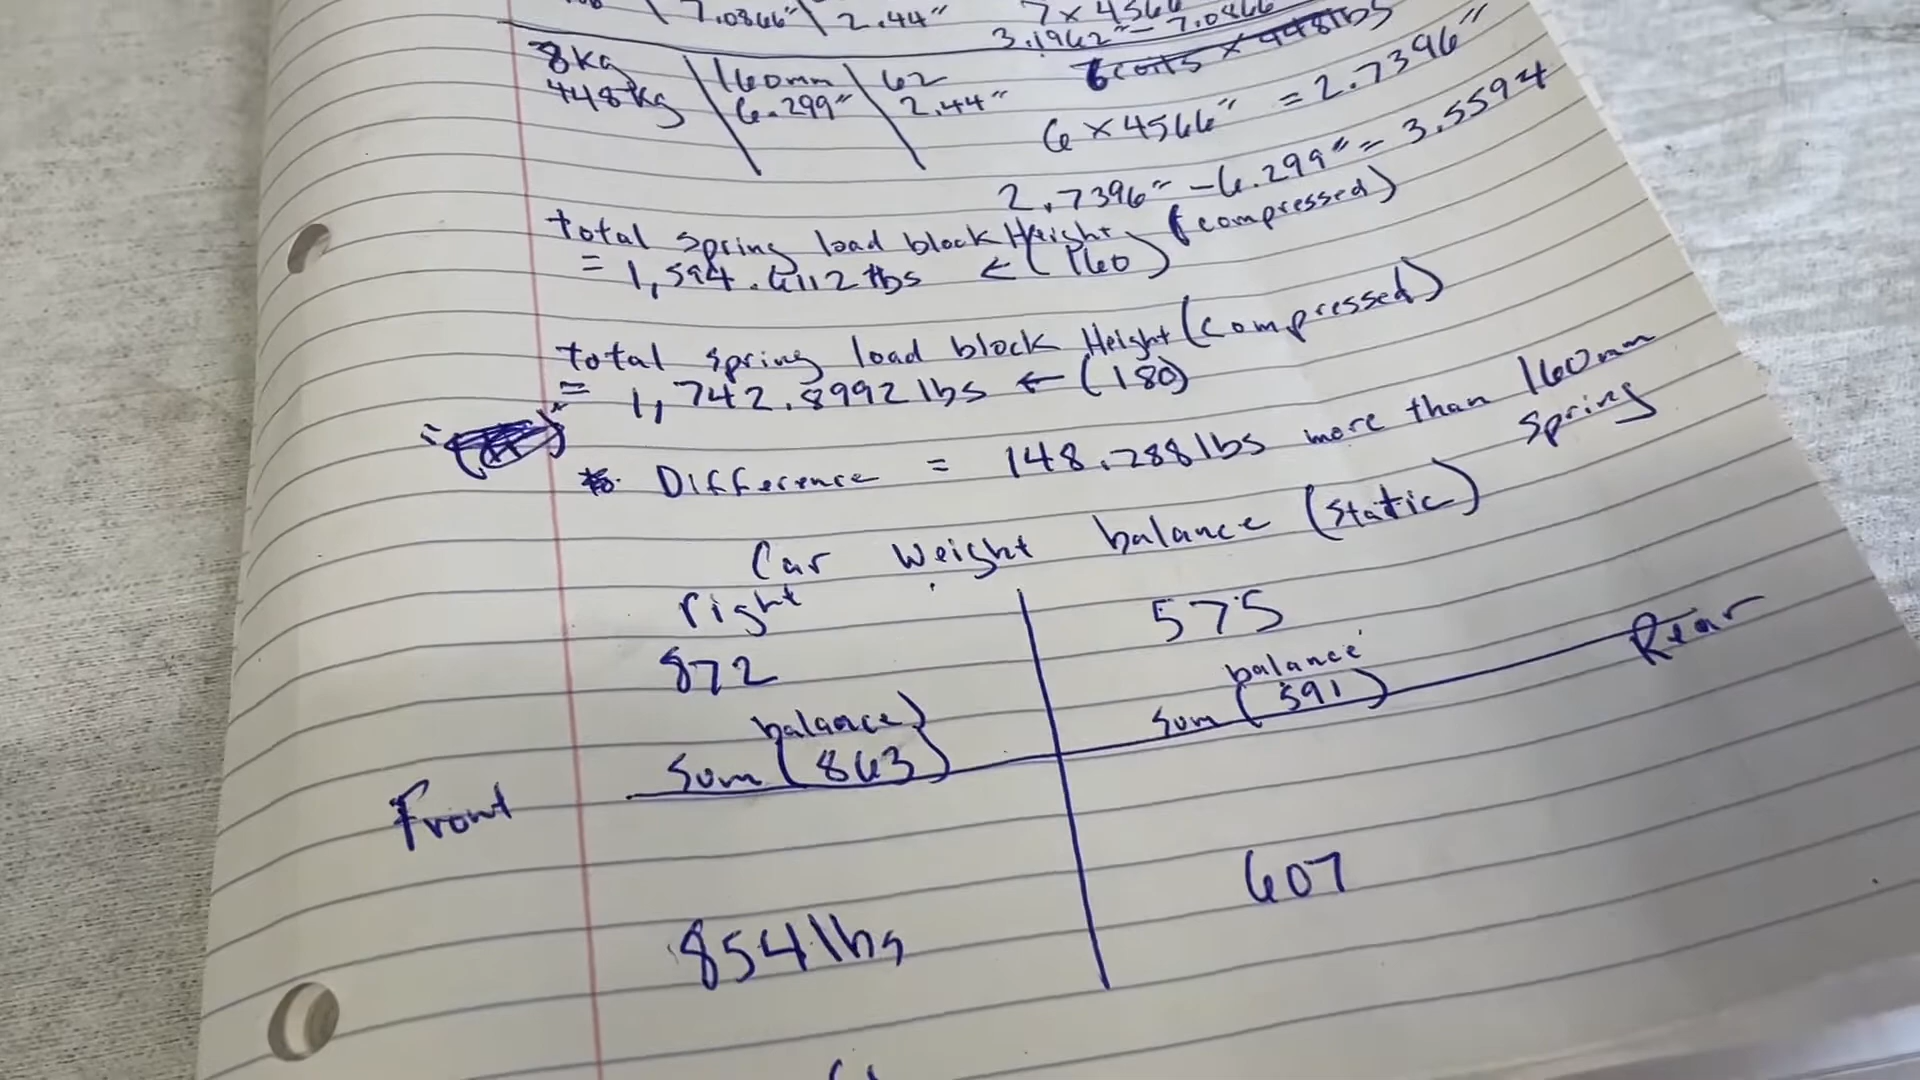 7.0866" 2.44" 7 x 4566
3.1962" - 7.0866
8kg 160mm 62
448kg 6.299" 2.44"
6 x 4566" = 2.7396"
2.7396" - 6.299" = 3.5594
total spring load block Height (compressed)
= 1,594.6112 lbs ← (160)
total spring load block Height (compressed)
= 1,742.8992 lbs ← (180)
Difference = 148.288 lbs more than 160mm spring
Car Weight balance (static)
right 575
872
balance
sum (591)
Rear
balance
sum (863)
Front
607
854 lbs